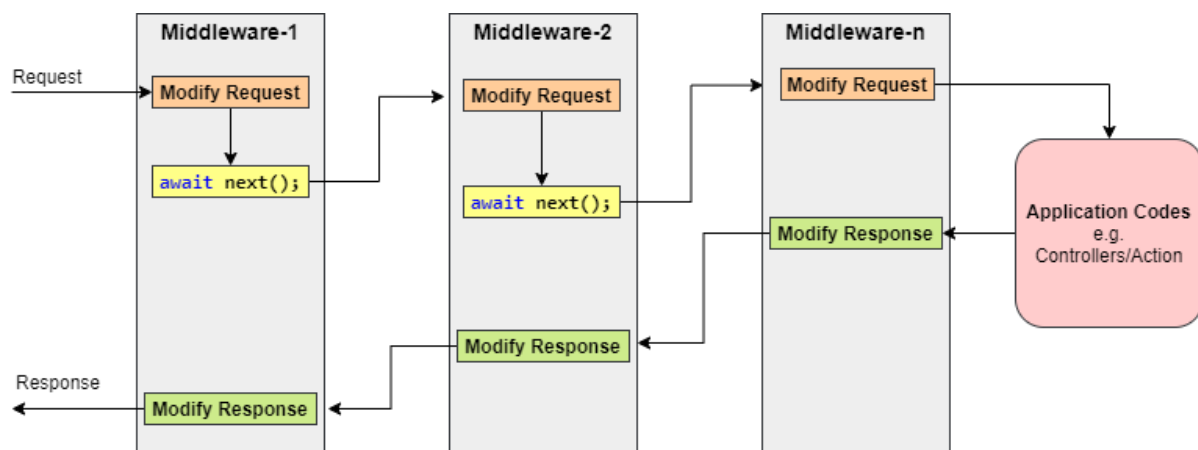 Middleware-1
Middleware-2
Middleware-n
Request
Modify Request
Modify Request
Modify Request
await next();
await next();
Application Codes
e.g.
Controllers/Action
Modify Response
Modify Response
Response
Modify Response